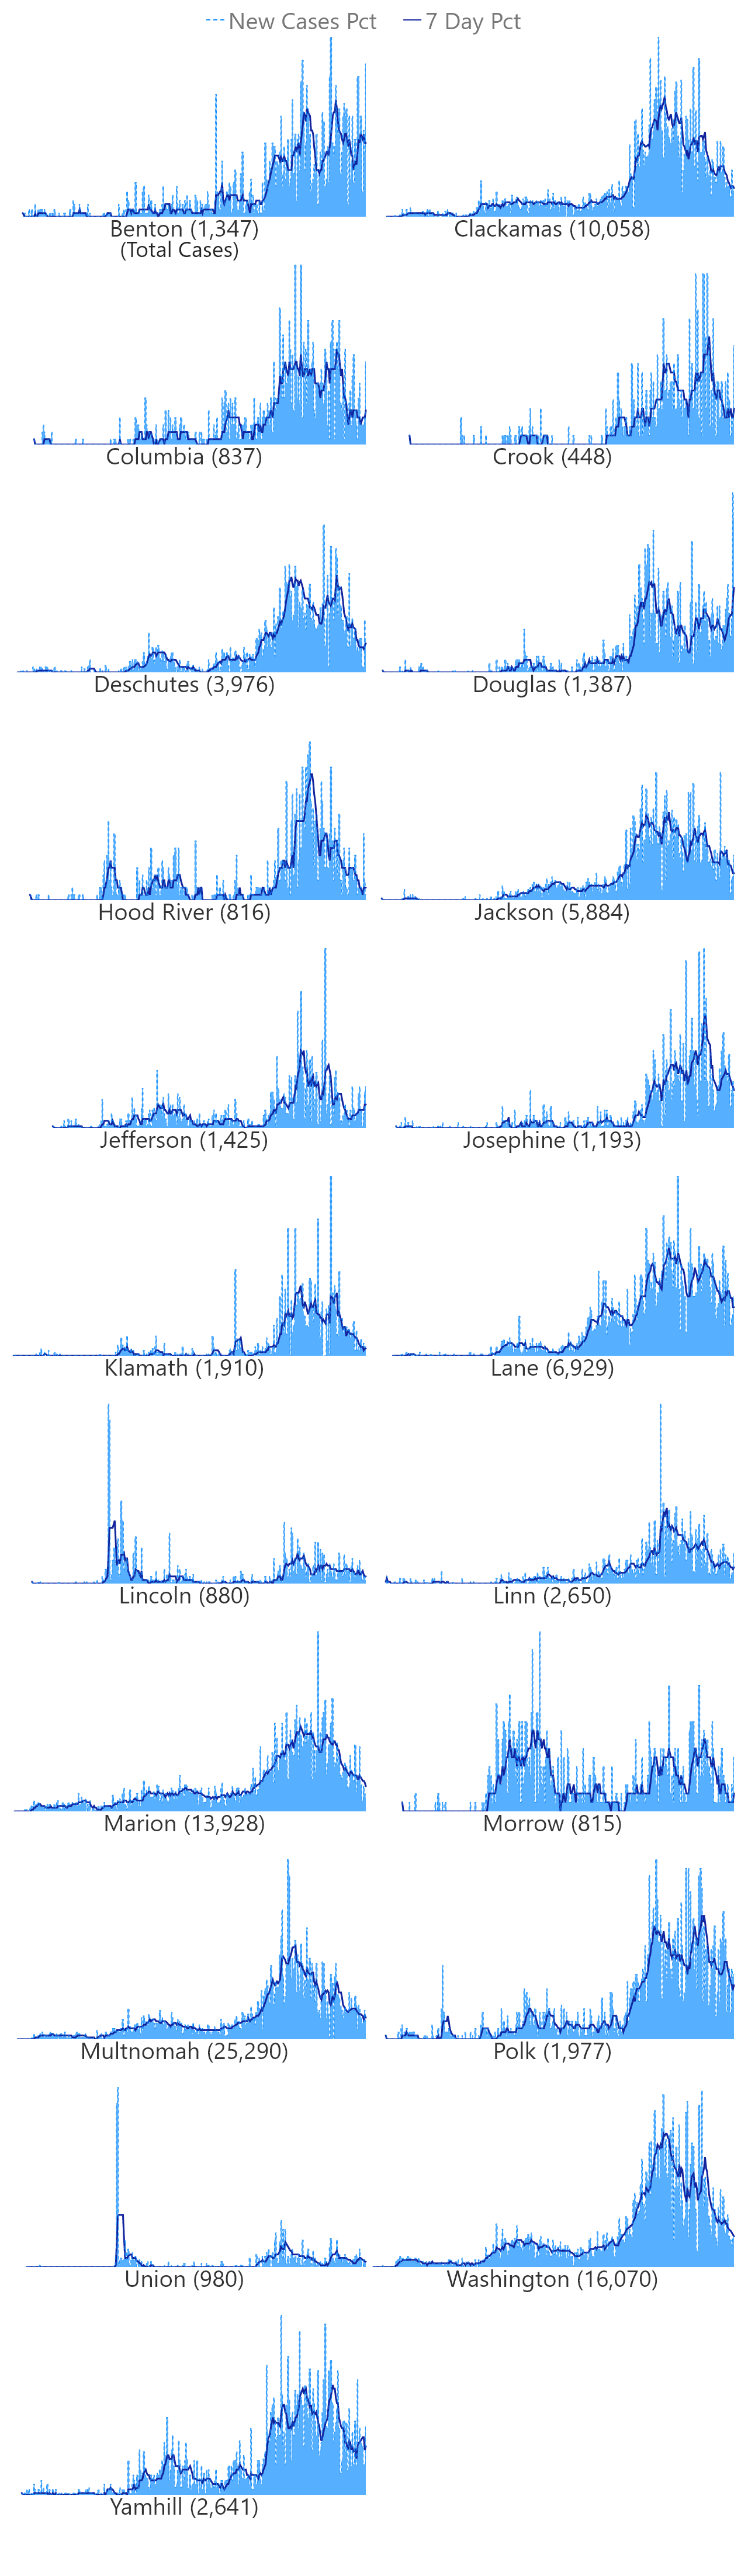 New Cases Pct 7 Day Pct
Benton (1,347) Clackamas (10,058)
(Total Cases)
Columbia (837) Crook (448)
Deschutes (3,976) Douglas (1,387)
Hood River (816) Jackson (5,884)
Jefferson (1,425) Josephine (1,193)
Klamath (1,910) Lane (6,929)
Lincoln (880) Linn (2,650)
Marion (13,928) Morrow (815)
Multnomah (25,290) Polk (1,977)
Union (980) Washington (16,070)
Yamhill (2,641)